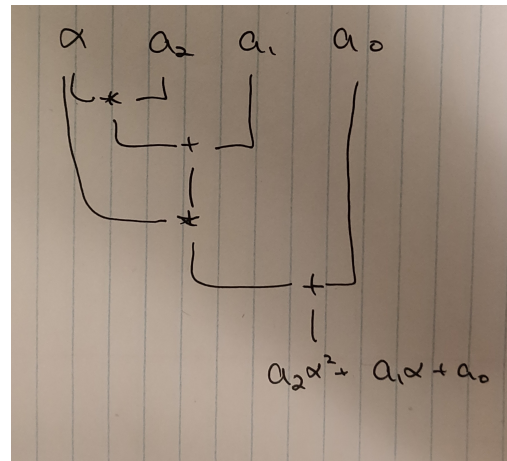 α a₂ a₁ a₀
*
+
*
+
a₂α² + a₁α + a₀